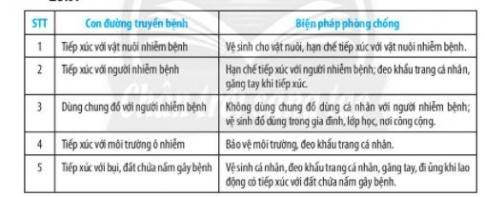 STT Con đường truyền bệnh Biện pháp phòng chống
1 Tiếp xúc với vật nuôi nhiễm bệnh Vệ sinh cho vật nuôi, hạn chế tiếp xúc với vật nuôi nhiễm bệnh.
2 Tiếp xúc với người nhiễm bệnh Hạn chế tiếp xúc với người nhiễm bệnh; đeo khẩu trang cá nhân,
găng tay khi tiếp xúc.
3 Dùng chung đồ với người nhiễm bệnh Không dùng chung đồ dùng cá nhân với người nhiễm bệnh;
vệ sinh đồ dùng trong gia đình, lớp học, nơi công cộng.
4 Tiếp xúc với môi trường ô nhiễm Bảo vệ môi trường, đeo khẩu trang cá nhân.
5 Tiếp xúc với bụi, đất chứa nấm gây bệnh Vệ sinh cá nhân, đeo khẩu trang cá nhân, găng tay, đi ủng khi lao
động có tiếp xúc với đất chứa nấm gây bệnh.